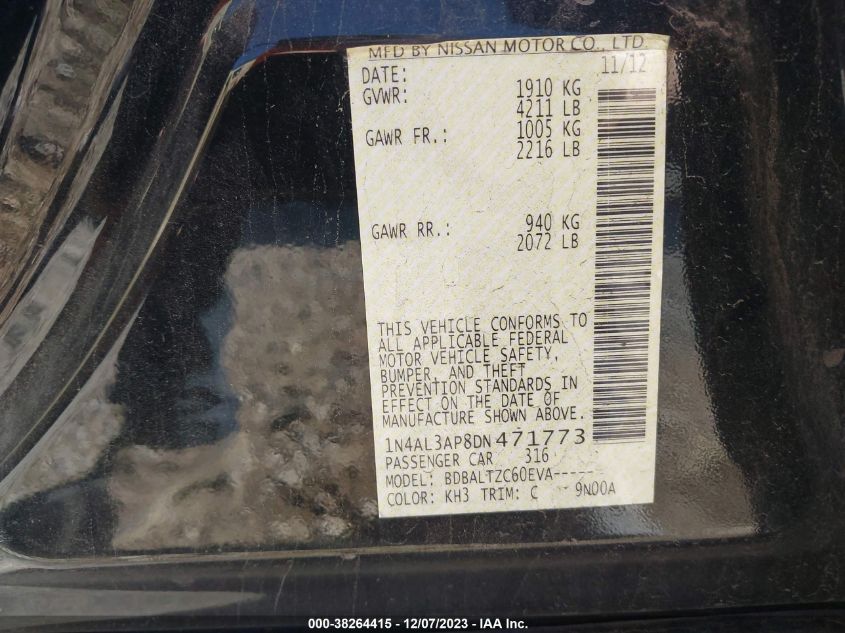 MFD BY NISSAN MOTOR CO., LTD
DATE: 11/12
GVWR: 1910 KG
4211 LB
GAWR FR.: 1005 KG
2216 LB
GAWR RR.: 940 KG
2072 LB
THIS VEHICLE CONFORMS TO
ALL APPLICABLE FEDERAL
MOTOR VEHICLE SAFETY,
BUMPER, AND THEFT
PREVENTION STANDARDS IN
EFFECT ON THE DATE OF
MANUFACTURE SHOWN ABOVE.
1N4AL3AP8DN471773
PASSENGER CAR 316
MODEL: BDBALTZC60EVA-----
COLOR: KH3 TRIM: C 9N00A
000-38264415 - 12/07/2023 - IAA Inc.